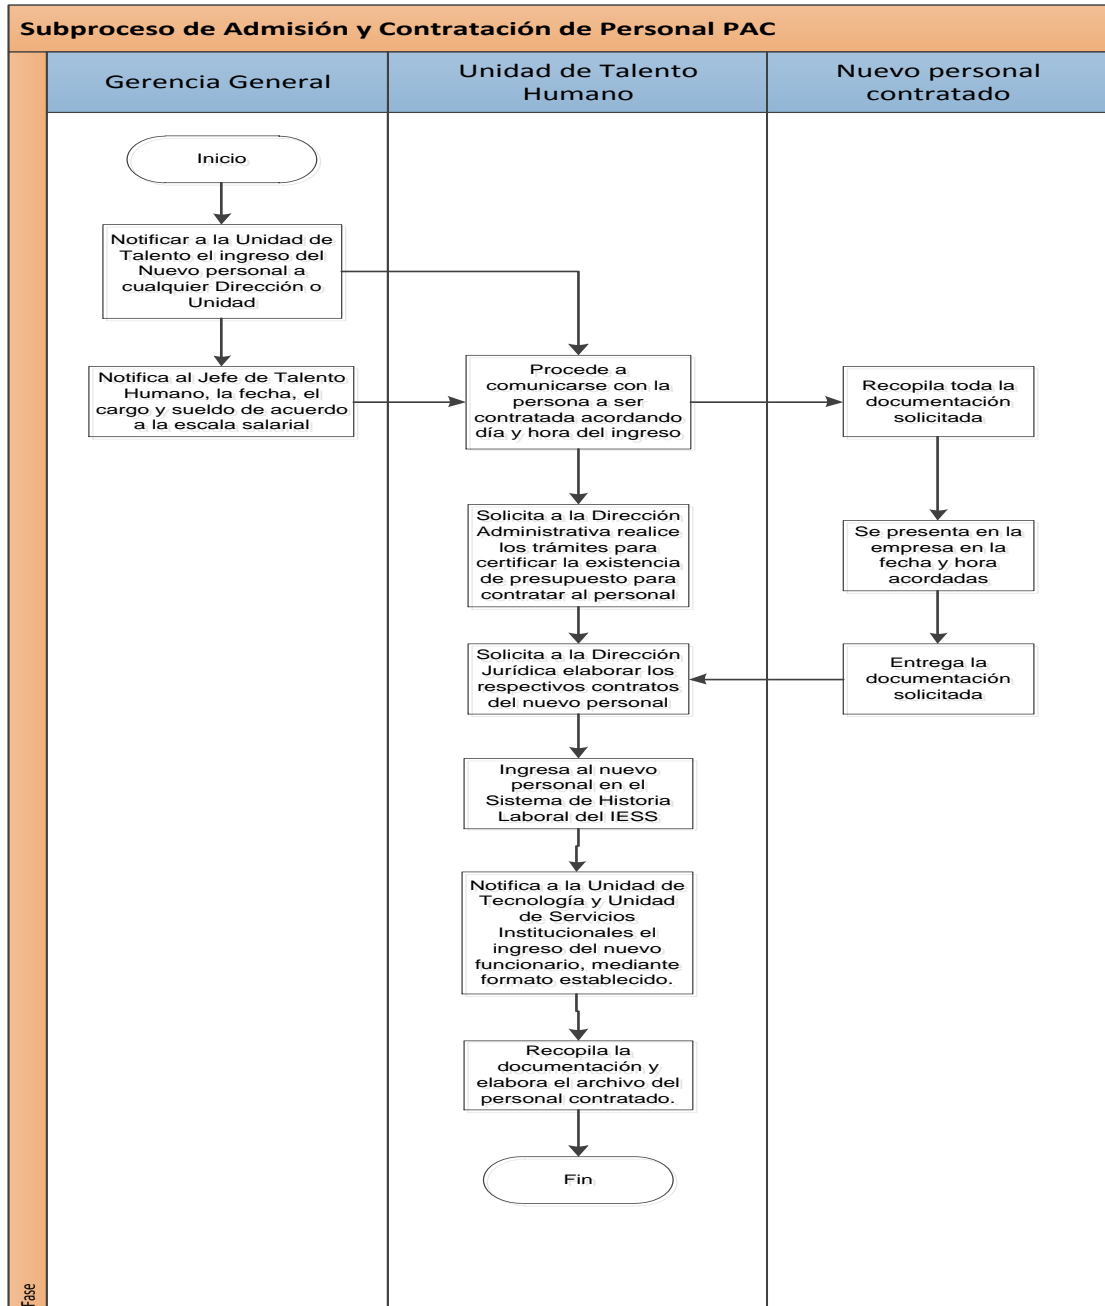 Subproceso de Admisión y Contratación de Personal PAC
Gerencia General
Unidad de Talento
Humano
Nuevo personal
contratado
Inicio
Notificar a la Unidad de
Talento el ingreso del
Nuevo personal a
cualquier Dirección o
Unidad
Notifica al Jefe de Talento
Humano, la fecha, el
cargo y sueldo de acuerdo
a la escala salarial
Procede a
comunicarse con la
persona a ser
contratada acordando
día y hora del ingreso
Recopila toda la
documentación
solicitada
Solicita a la Dirección
Administrativa realice
los trámites para
certificar la existencia
de presupuesto para
contratar al personal
Se presenta en la
empresa en la
fecha y hora
acordadas
Solicita a la Dirección
Jurídica elaborar los
respectivos contratos
del nuevo personal
Entrega la
documentación
solicitada
Ingresa al nuevo
personal en el
Sistema de Historia
Laboral del IESS
Notifica a la Unidad de
Tecnología y Unidad
de Servicios
Institucionales el
ingreso del nuevo
funcionario, mediante
formato establecido.
Recopila la
documentación y
elabora el archivo del
personal contratado.
Fin
Fase